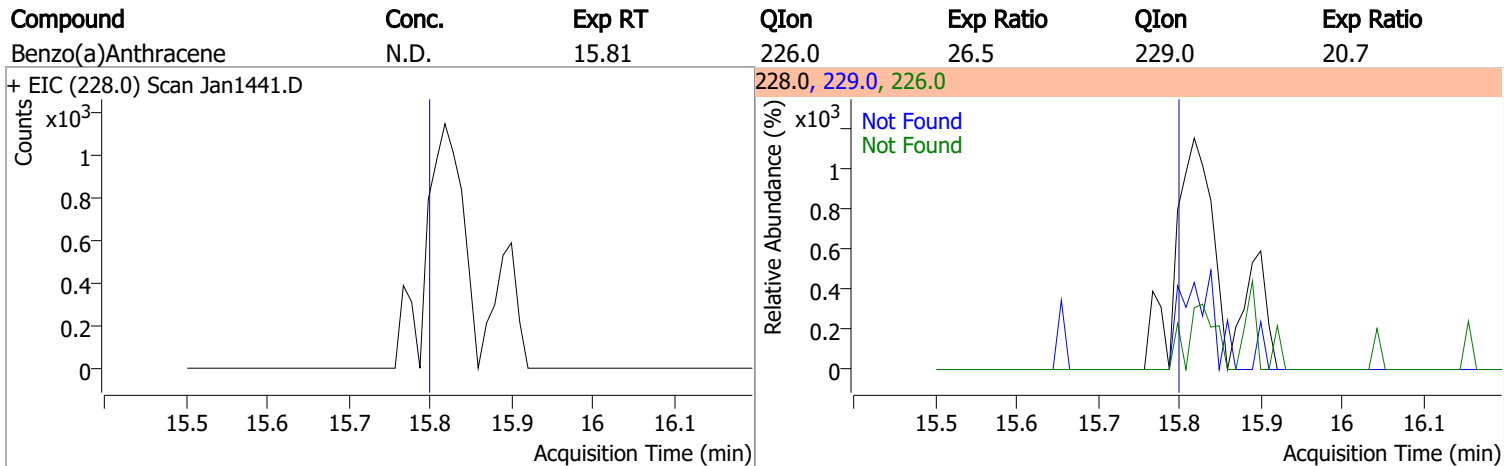 Compound Conc. Exp RT QIon Exp Ratio QIon Exp Ratio
Benzo(a)Anthracene N.D. 15.81 226.0 26.5 229.0 20.7
+ EIC (228.0) Scan Jan1441.D
Counts
x10³
1
0.8
0.6
0.4
0.2
0
15.5 15.6 15.7 15.8 15.9 16 16.1
Acquisition Time (min)
228.0, 229.0, 226.0
Relative Abundance (%)
x10³
Not Found
Not Found
1
0.8
0.6
0.4
0.2
0
15.5 15.6 15.7 15.8 15.9 16 16.1
Acquisition Time (min)